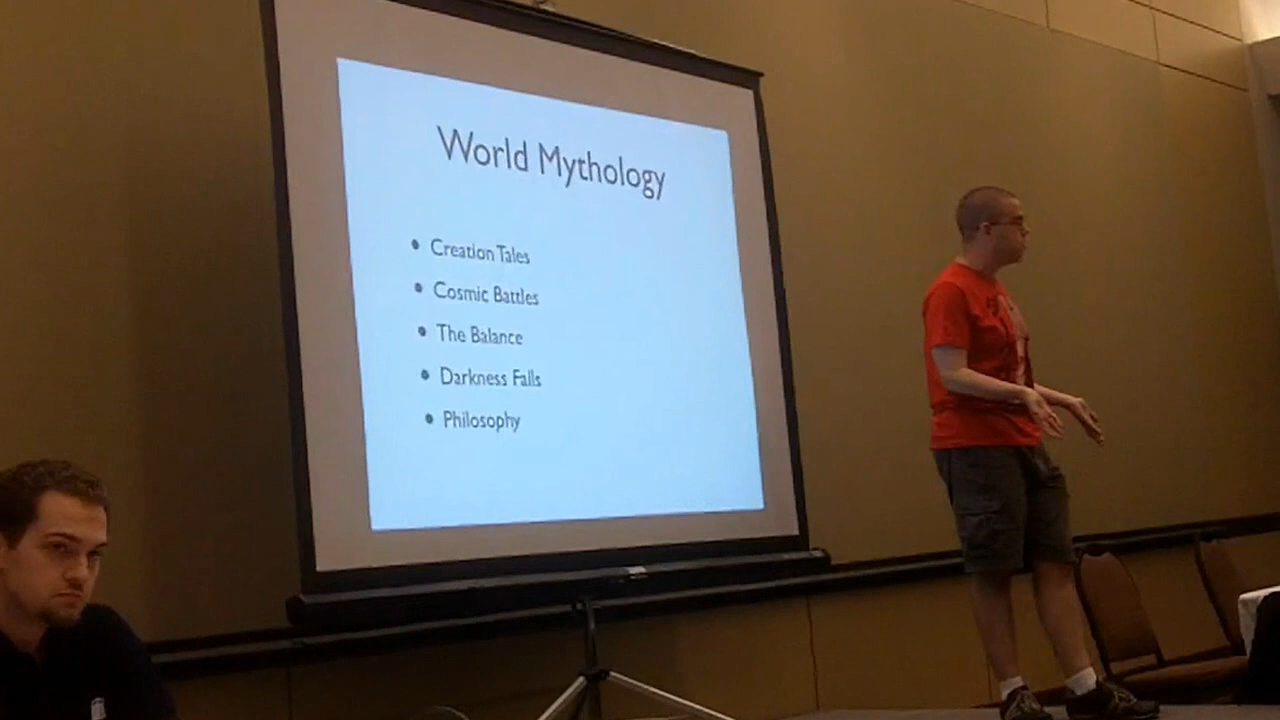 World Mythology
• Creation Tales
• Cosmic Battles
• The Balance
• Darkness Falls
• Philosophy